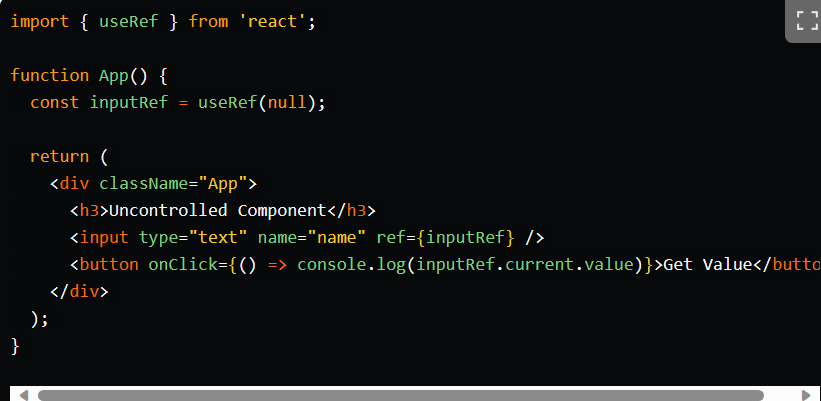 import { useRef } from 'react';
function App() {
const inputRef = useRef(null);
return (
<div className="App">
<h3>Uncontrolled Component</h3>
<input type="text" name="name" ref={inputRef} />
<button onClick={() => console.log(inputRef.current.value)}>Get Value</butto
</div>
);
}